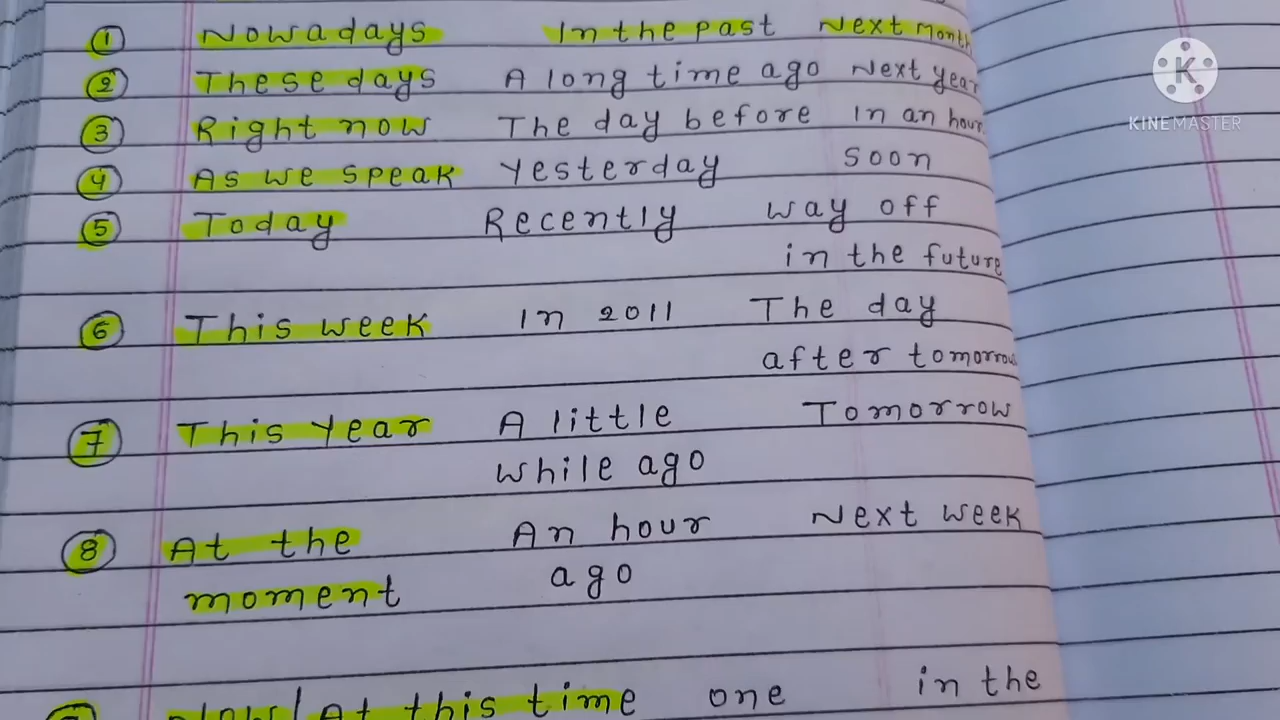 1 Nowadays In the past Next month
2 These days A long time ago Next year
3 Right now The day before In an hour
4 As we speak Yesterday Soon
5 Today Recently Way off
in the future
6 This week In 2011 The day
after tomorrow
7 This Year A little Tomorrow
while ago
8 At the An hour Next week
moment ago
Now/At this time one in the
KINEMASTER